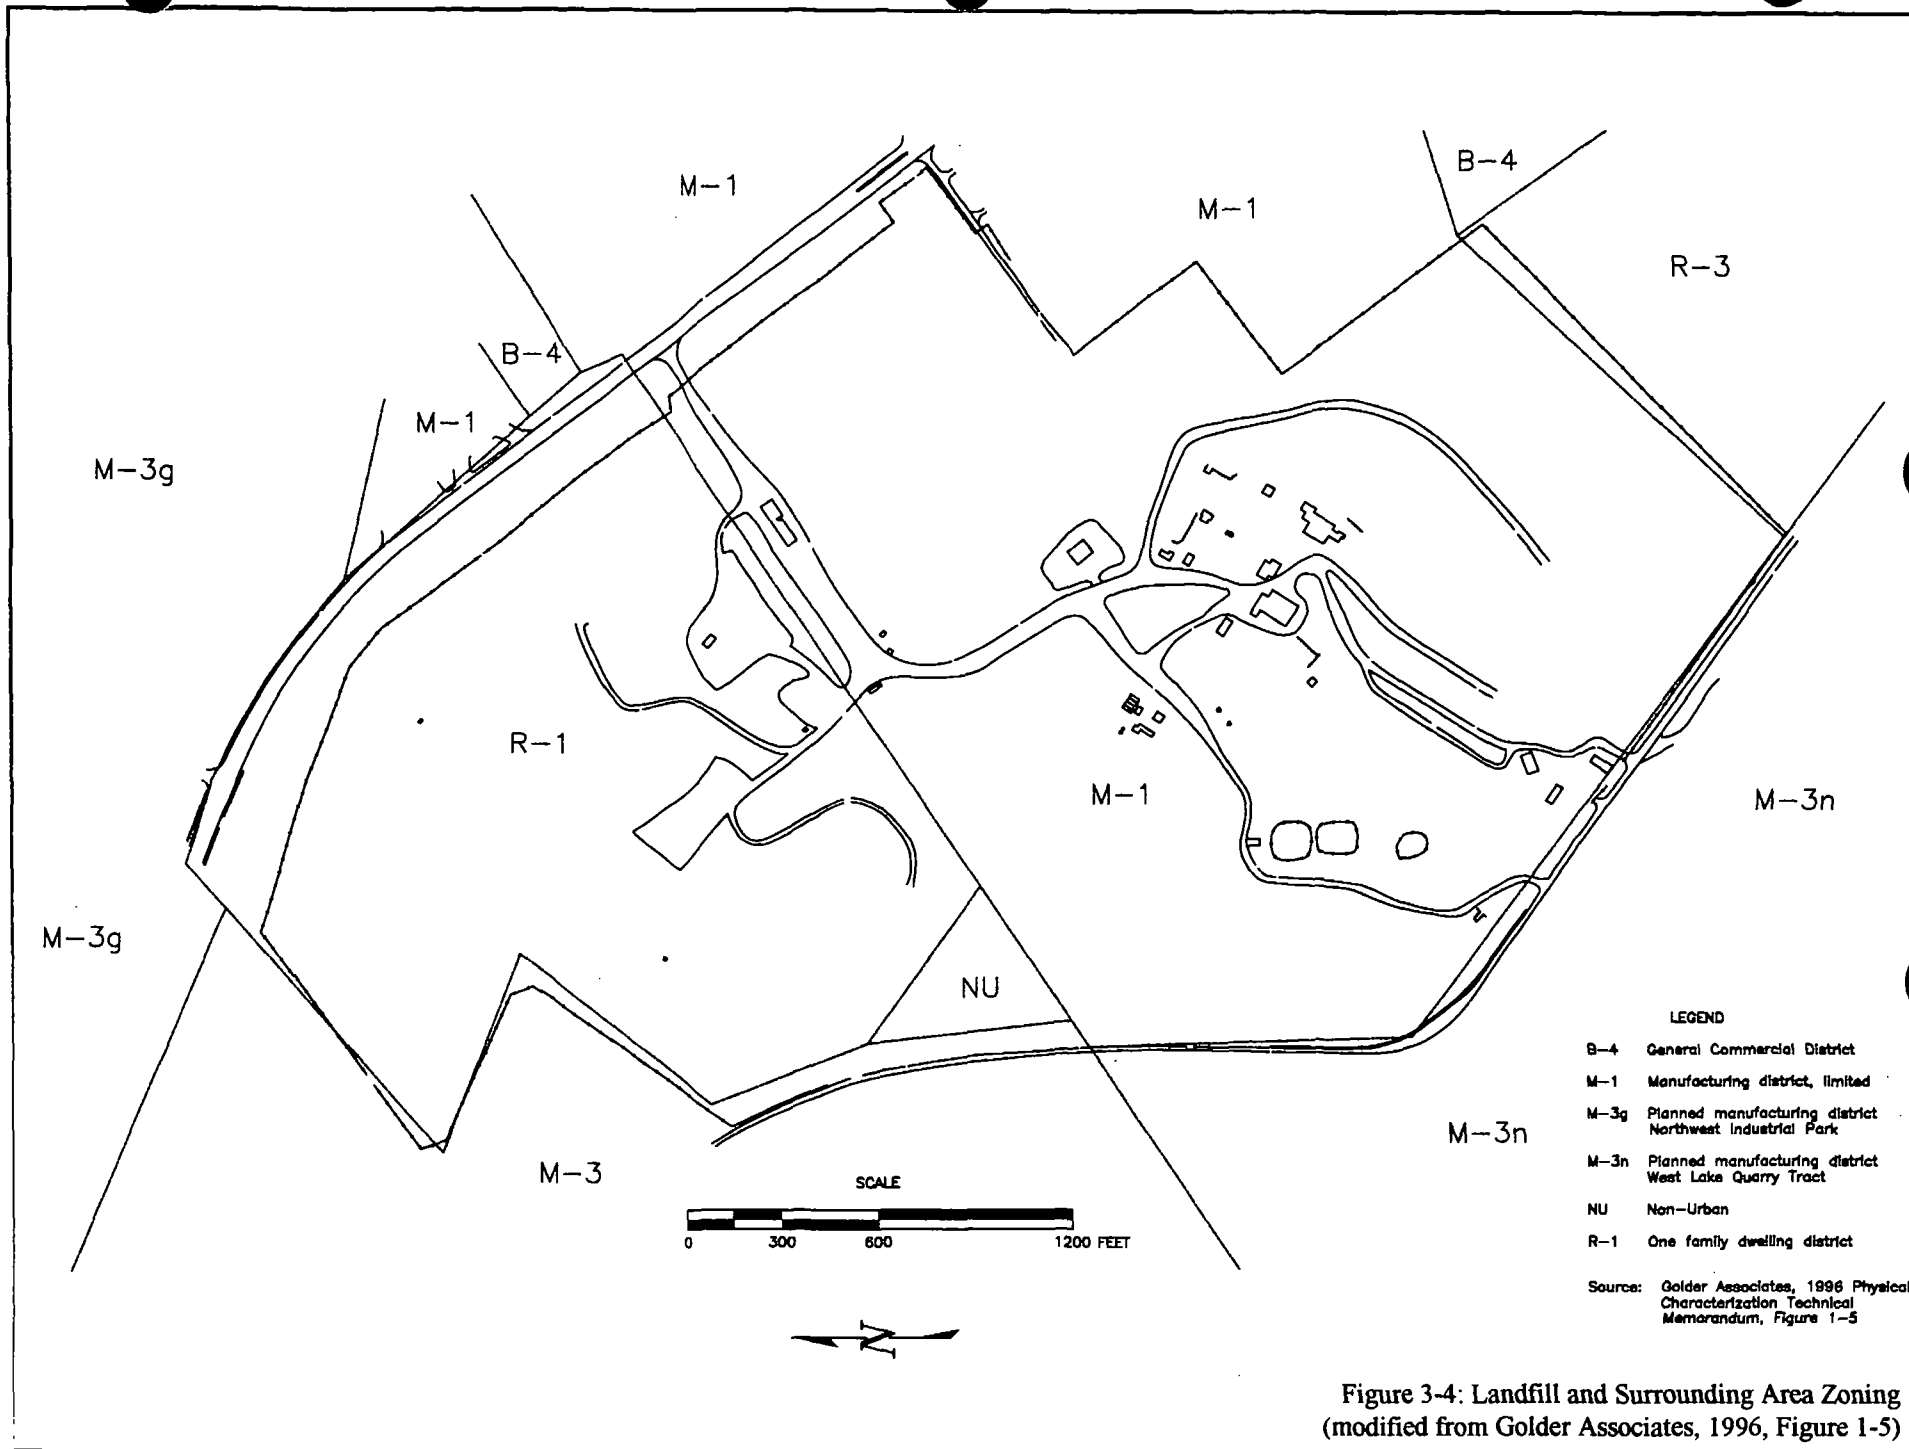 B-4
M-1
M-1
R-3
B-4
M-1
M-3g
R-1
M-1
M-3n
M-3g
NU
M-3n
M-3
SCALE
0 300 600 1200 FEET
N
LEGEND
B-4 General Commercial District
M-1 Manufacturing district, limited
M-3g Planned manufacturing district
Northwest Industrial Park
M-3n Planned manufacturing district
West Lake Quarry Tract
NU Non-Urban
R-1 One family dwelling district
Source: Golder Associates, 1996 Physical
Characterization Technical
Memorandum, Figure 1-5
Figure 3-4: Landfill and Surrounding Area Zoning
(modified from Golder Associates, 1996, Figure 1-5)